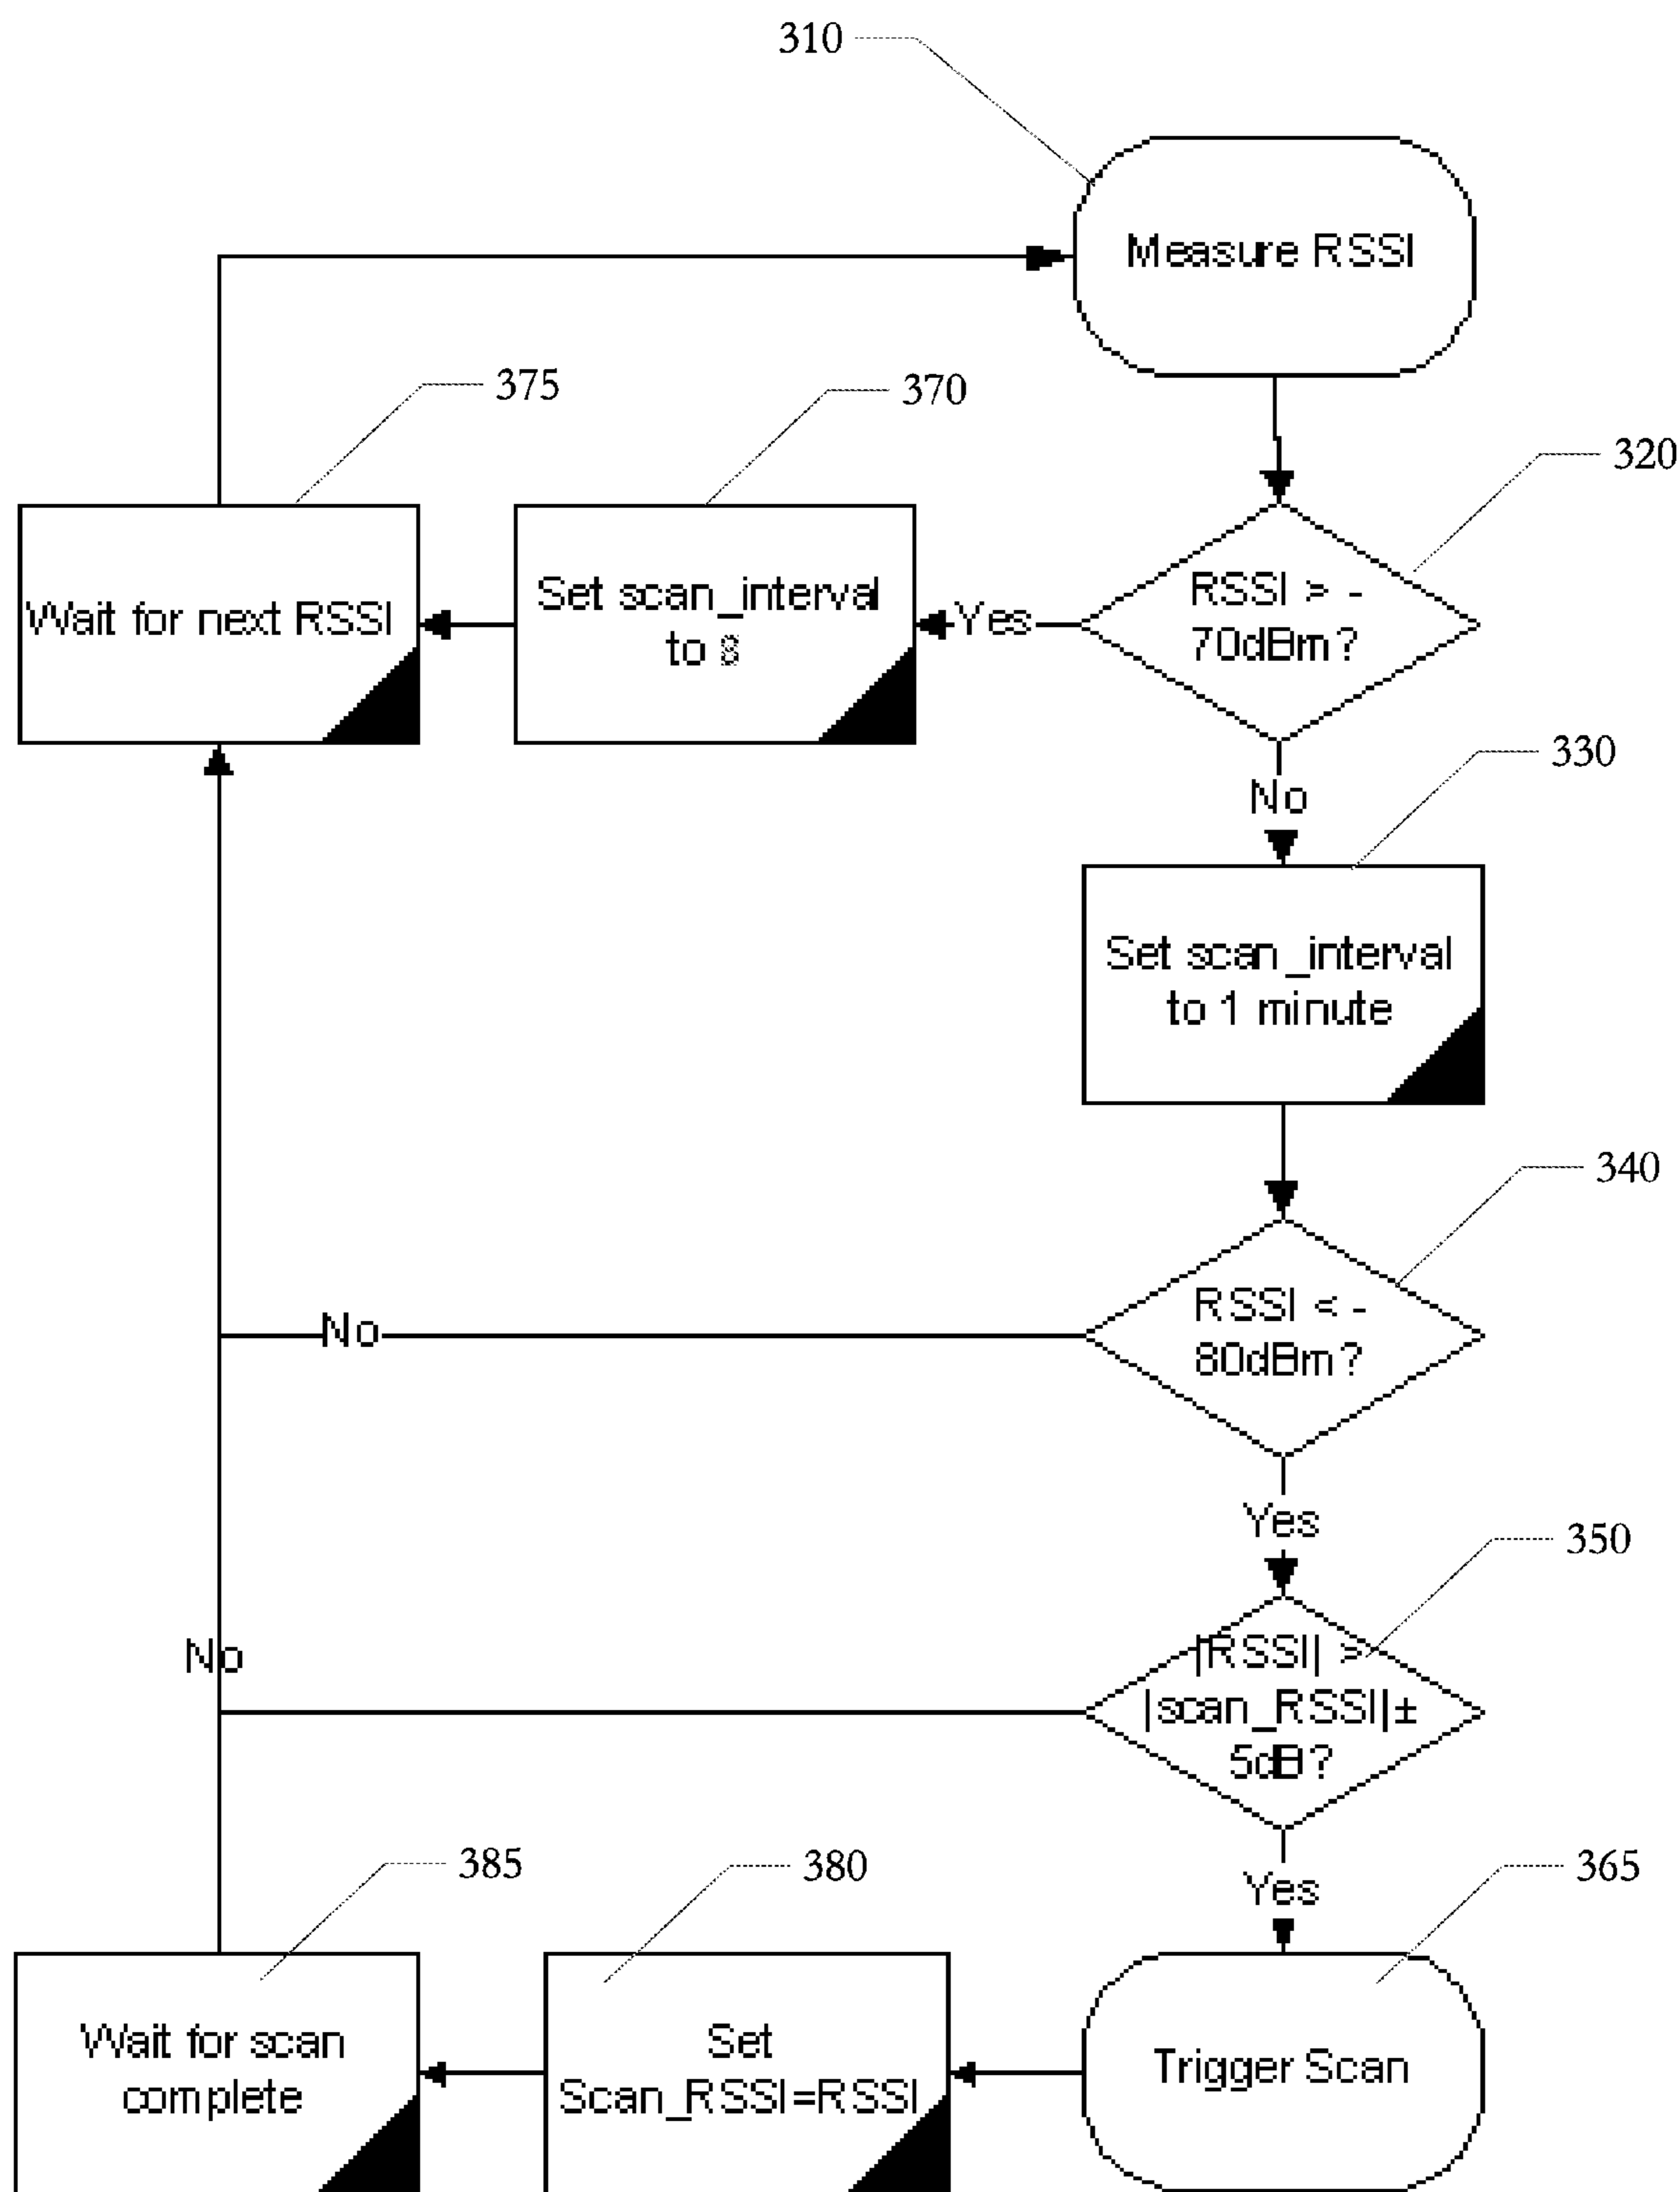 310
Measure RSSI
375
370
320
Wait for next RSSI
Set scan_interval
to 8
Yes
RSSI > -
70dBm?
No
330
Set scan_interval
to 1 minute
340
RSSI < -
80dBm?
No
Yes
350
|RSSI| >
|scan_RSSI|±
5dB?
No
Yes
385
380
365
Wait for scan
complete
Set
Scan_RSSI=RSSI
Trigger Scan